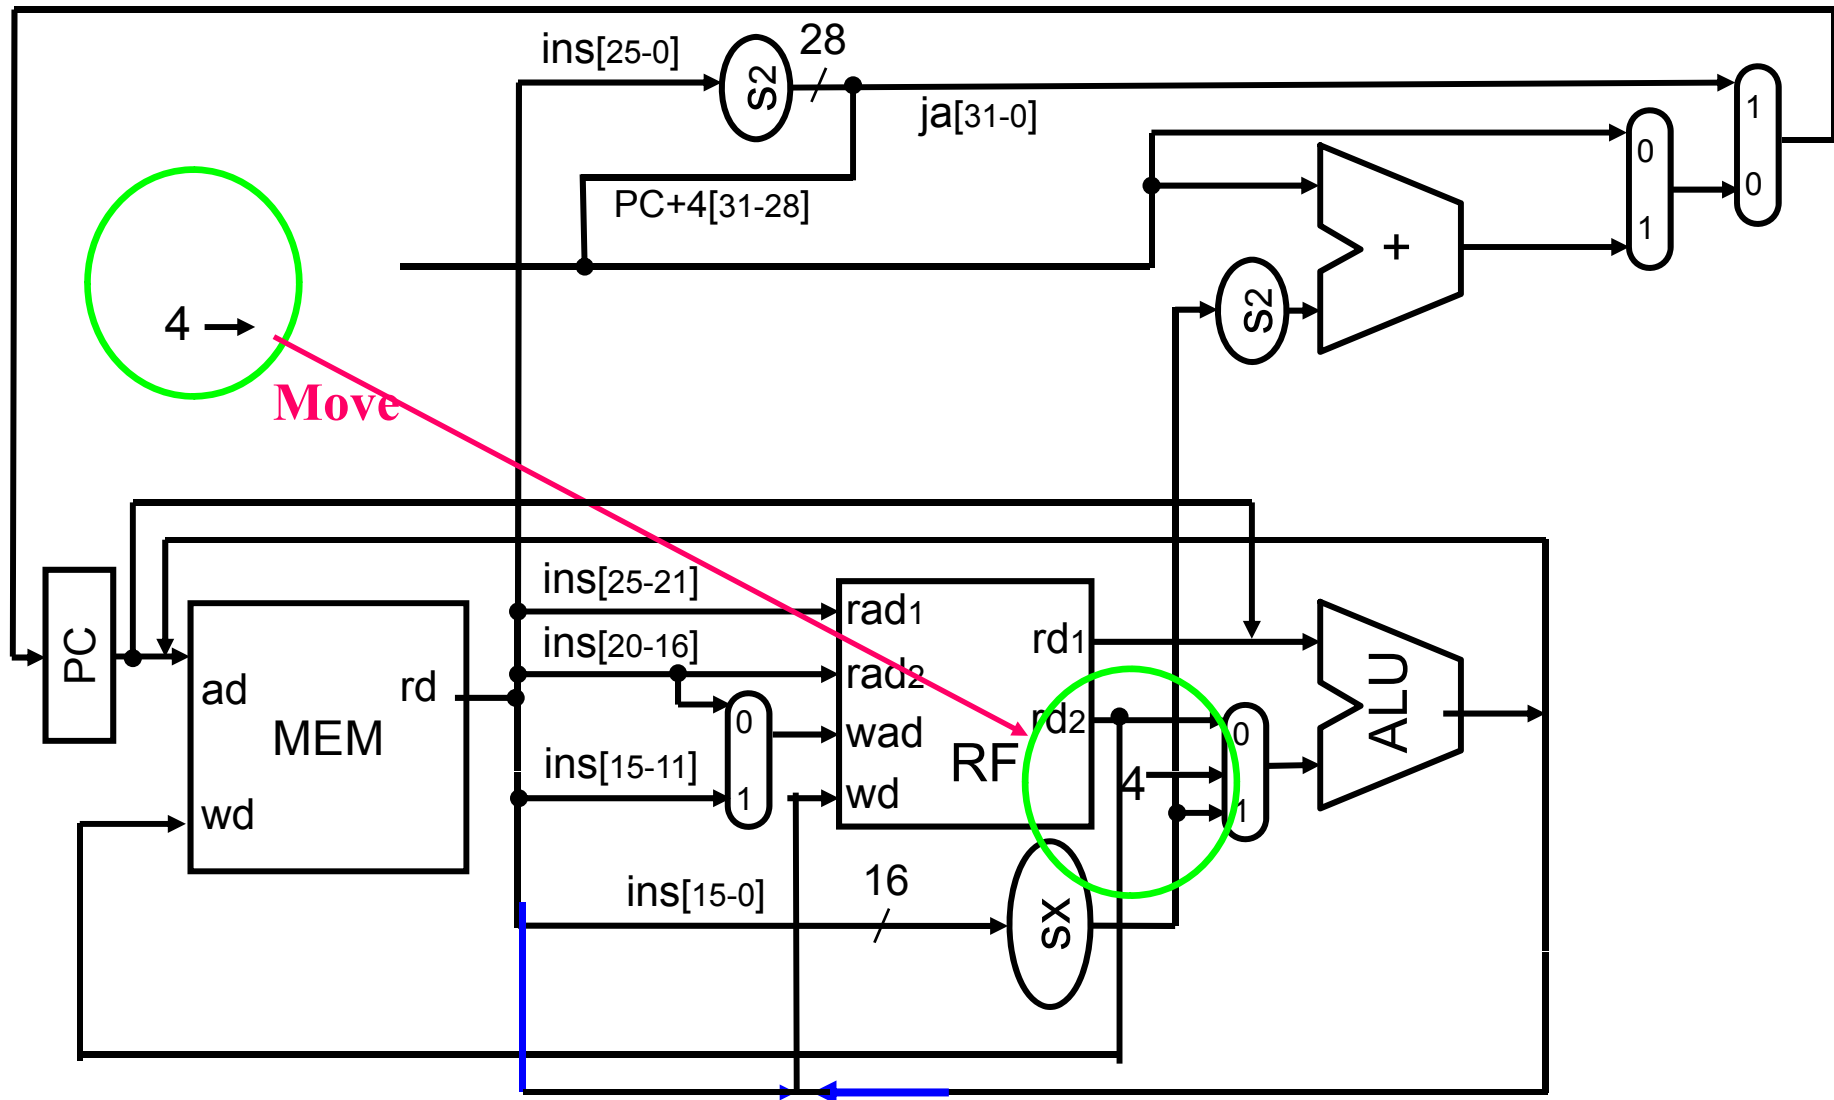 ins[25-0]
s2
28
ja[31-0]
1
0
0
1
PC+4[31-28]
+
s2
4
Move
PC
ad
rd
MEM
wd
ins[25-21]
ins[20-16]
ins[15-11]
0
1
rad1
rad2
wad
wd
rd1
rd2
RF
4
0
1
ALU
ins[15-0]
16
sx